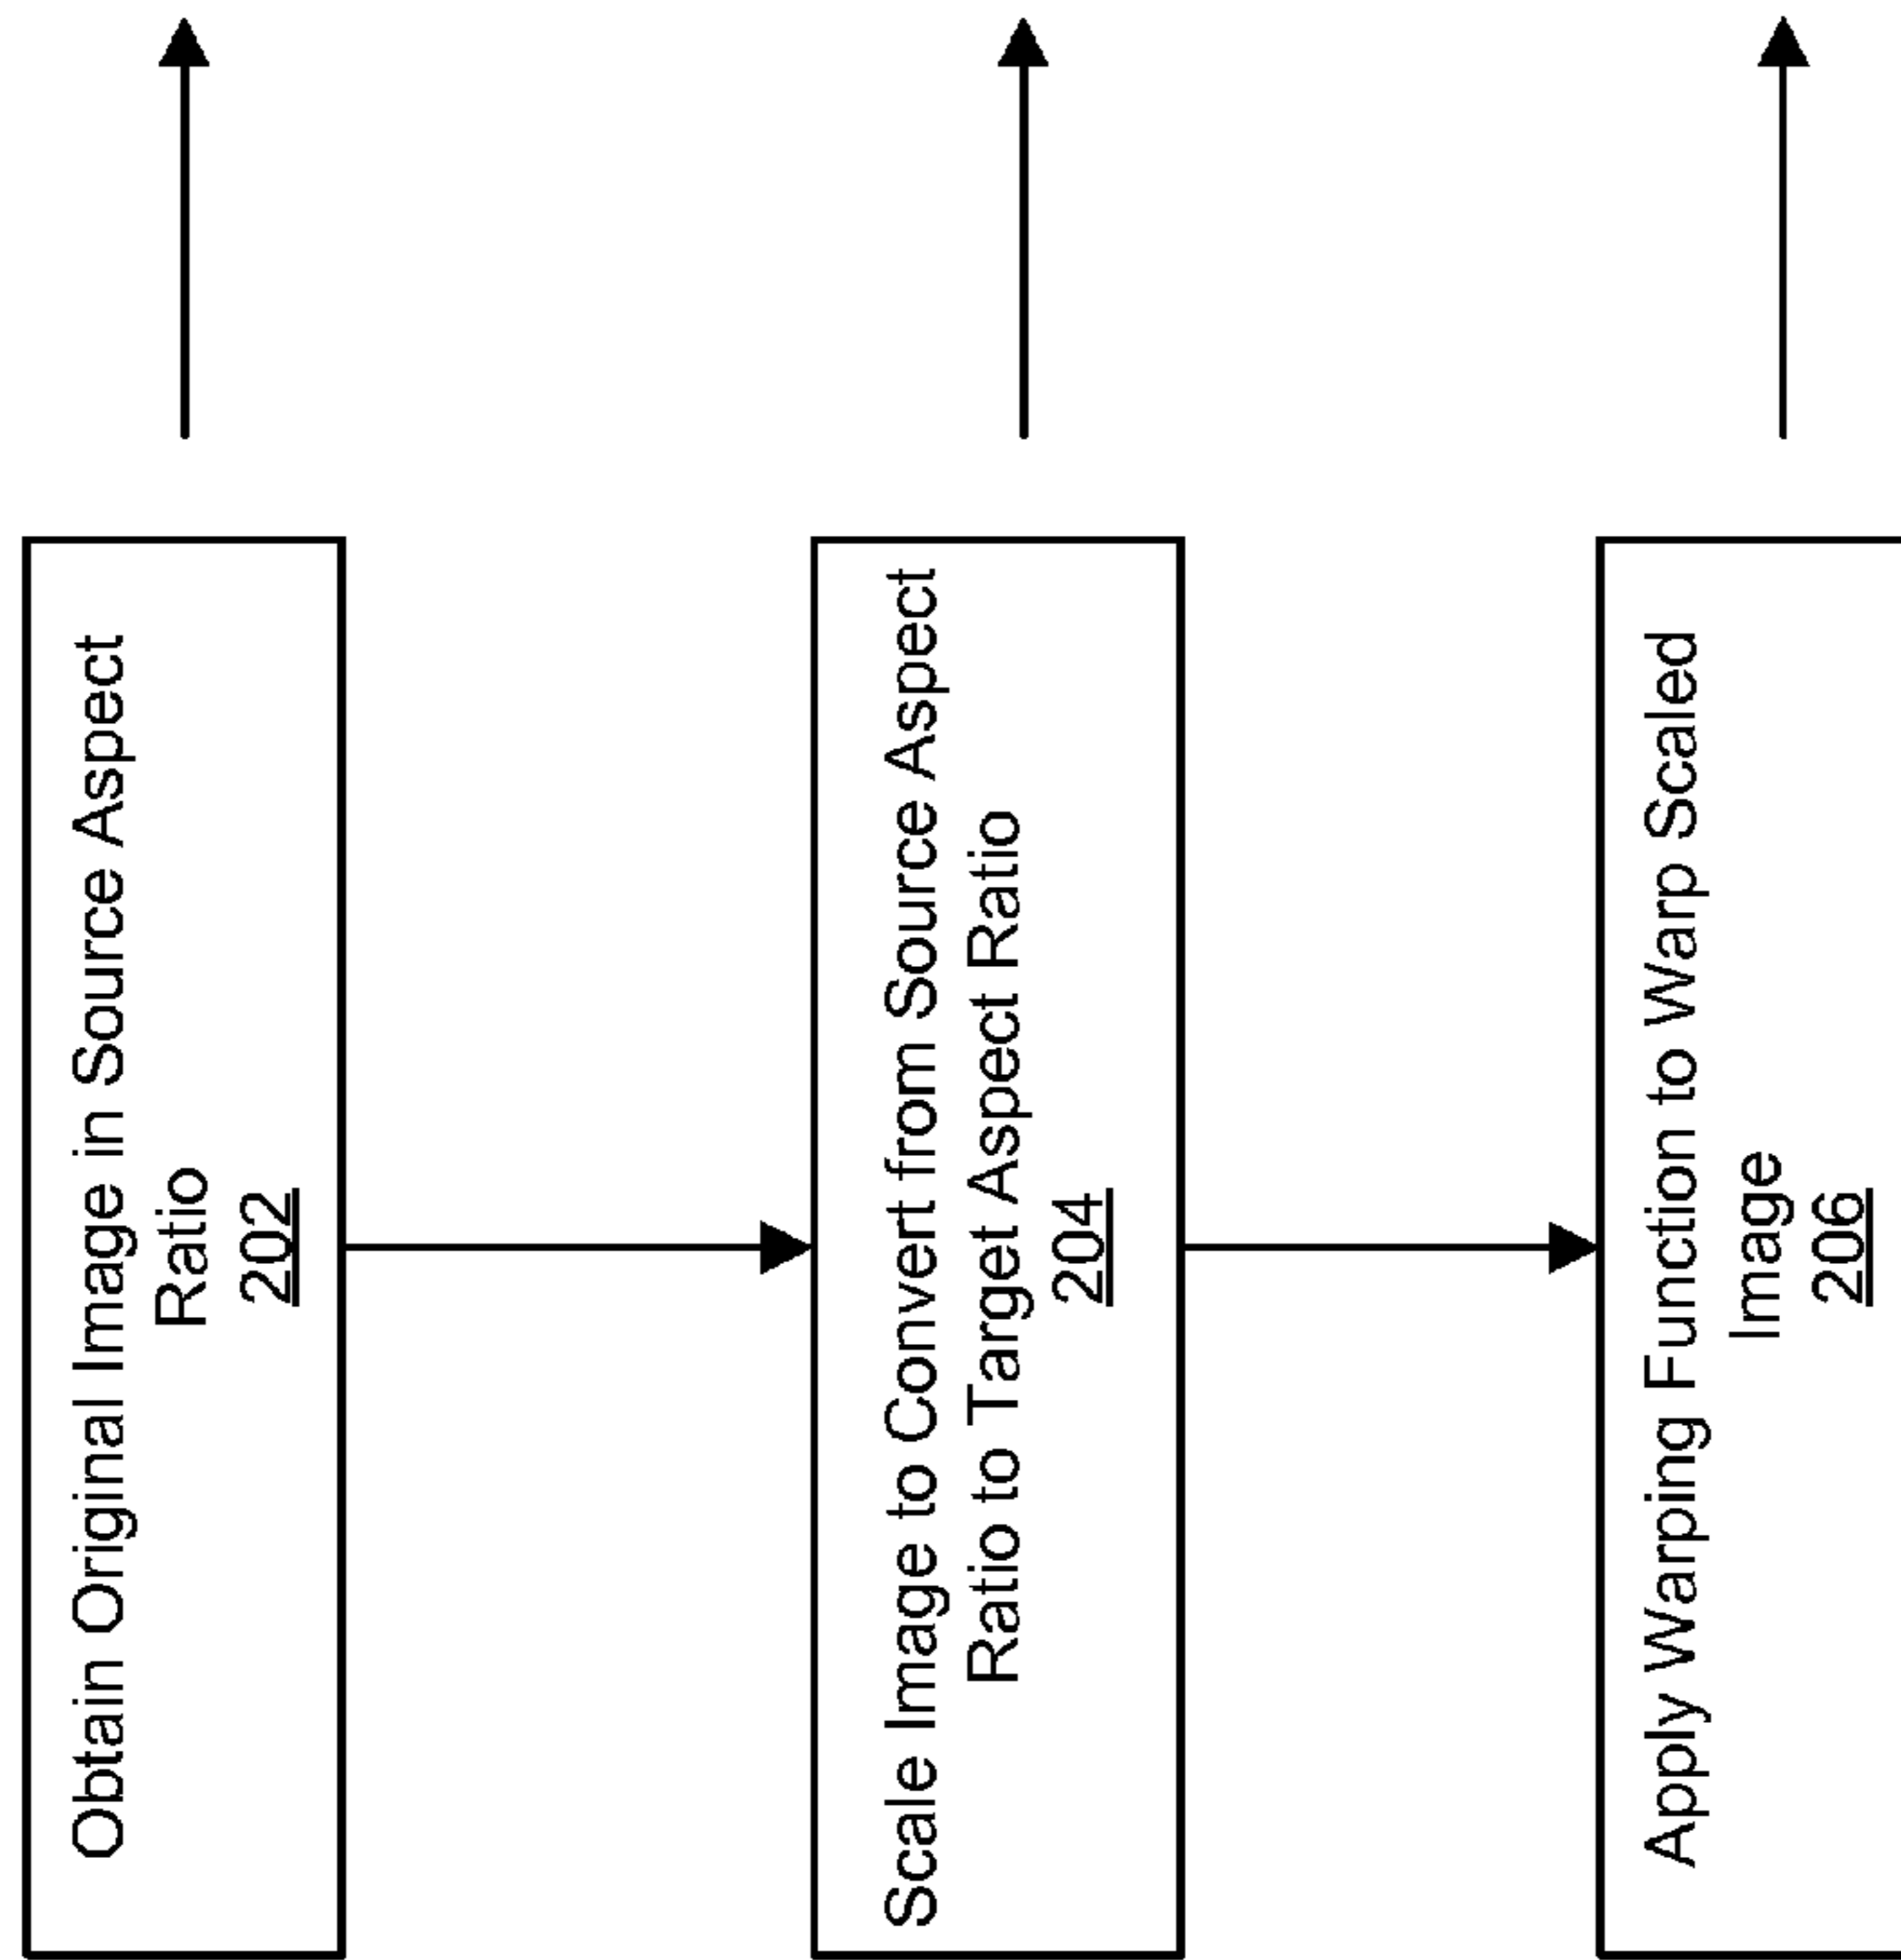 Obtain Original Image in Source Aspect
Ratio
202
Scale Image to Convert from Source Aspect
Ratio to Target Aspect Ratio
204
Apply Warping Function to Warp Scaled
Image
206